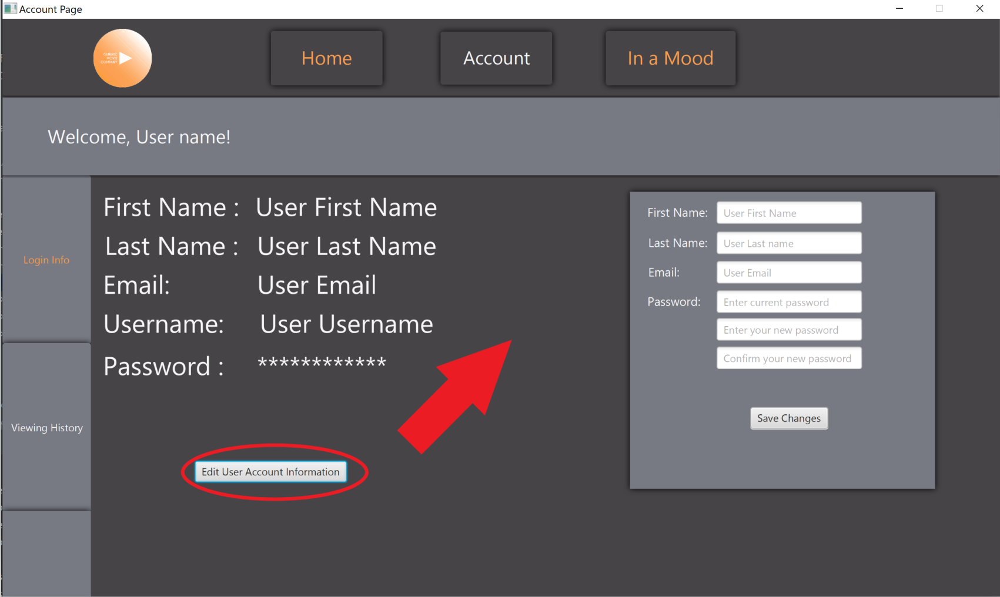 Account Page
GENERIC
MOVIE
COMPANY
Home
Account
In a Mood
Welcome, User name!
Login Info
Viewing History
First Name : User First Name
Last Name : User Last Name
Email: User Email
Username: User Username
Password : ************
Edit User Account Information
First Name: User First Name
Last Name: User Last name
Email: User Email
Password: Enter current password
Enter your new password
Confirm your new password
Save Changes